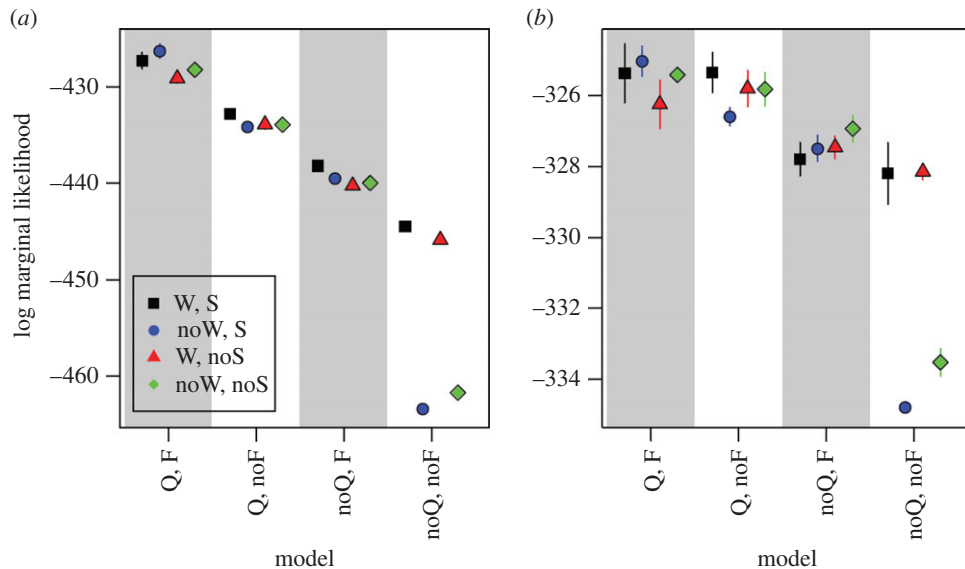 (a)
log marginal likelihood
−430
−440
−450
−460
W, S
noW, S
W, noS
noW, noS
Q, F
Q, noF
noQ, F
noQ, noF
model
(b)
−326
−328
−330
−332
−334
Q, F
Q, noF
noQ, F
noQ, noF
model